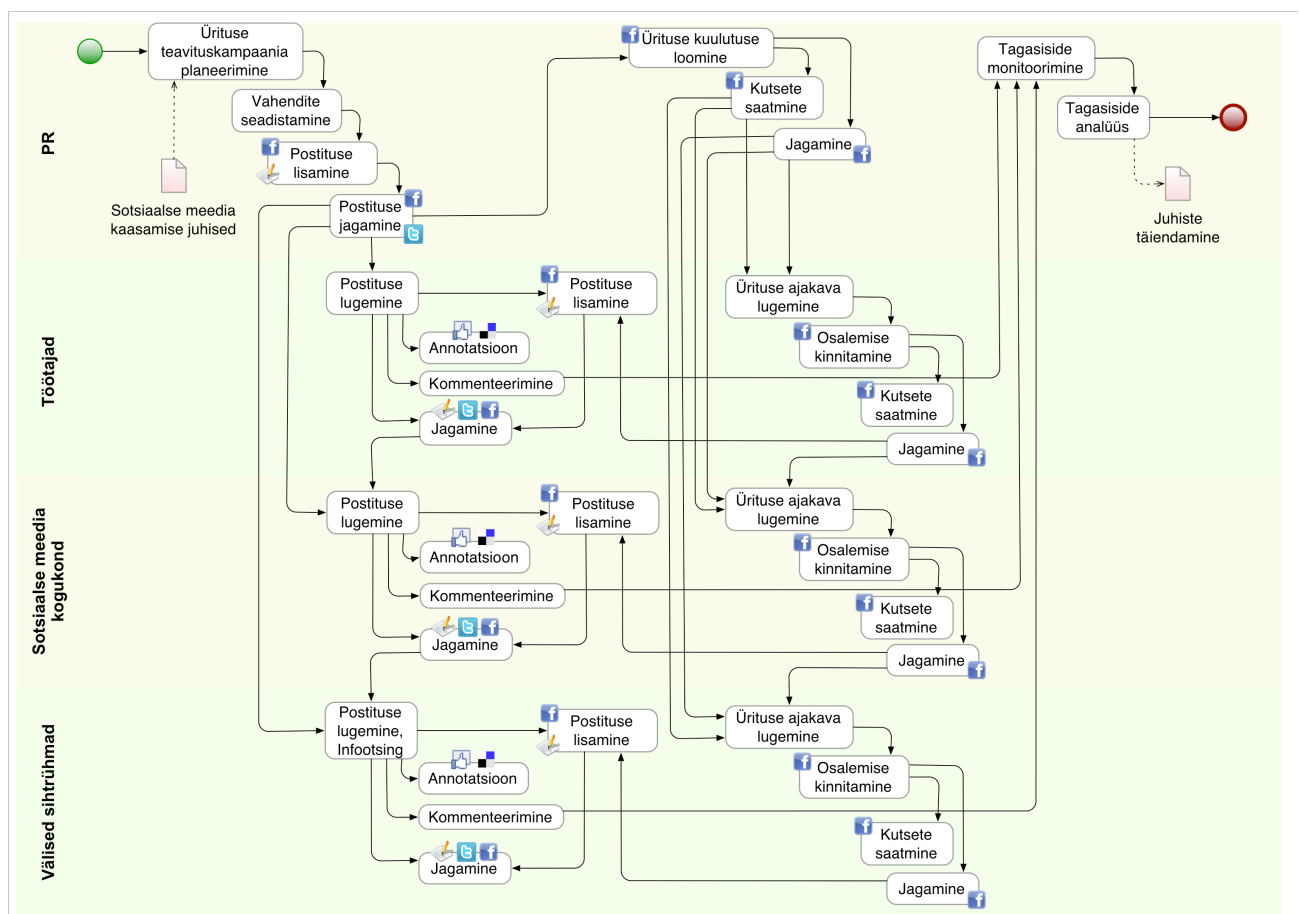 PR
Ürituse
teavituskampaania
planeerimine
Vahendite
seadistamine
Postituse
lisamine
Postituse
jagamine
Sotsiaalse meedia
kaasamise juhised
Ürituse kuulutuse
loomine
Kutsete
saatmine
Jagamine
Tagasiside
monitoorimine
Tagasiside
analüüs
Juhiste
täiendamine
Töötajad
Postituse
lugemine
Postituse
lisamine
Annotatsioon
Kommenteerimine
Jagamine
Ürituse ajakava
lugemine
Osalemise
kinnitamine
Kutsete
saatmine
Jagamine
Sotsiaalse meedia
kogukond
Postituse
lugemine
Postituse
lisamine
Annotatsioon
Kommenteerimine
Jagamine
Ürituse ajakava
lugemine
Osalemise
kinnitamine
Kutsete
saatmine
Jagamine
Välised sihtrühmad
Postituse
lugemine,
Infootsing
Postituse
lisamine
Annotatsioon
Kommenteerimine
Jagamine
Ürituse ajakava
lugemine
Osalemise
kinnitamine
Kutsete
saatmine
Jagamine